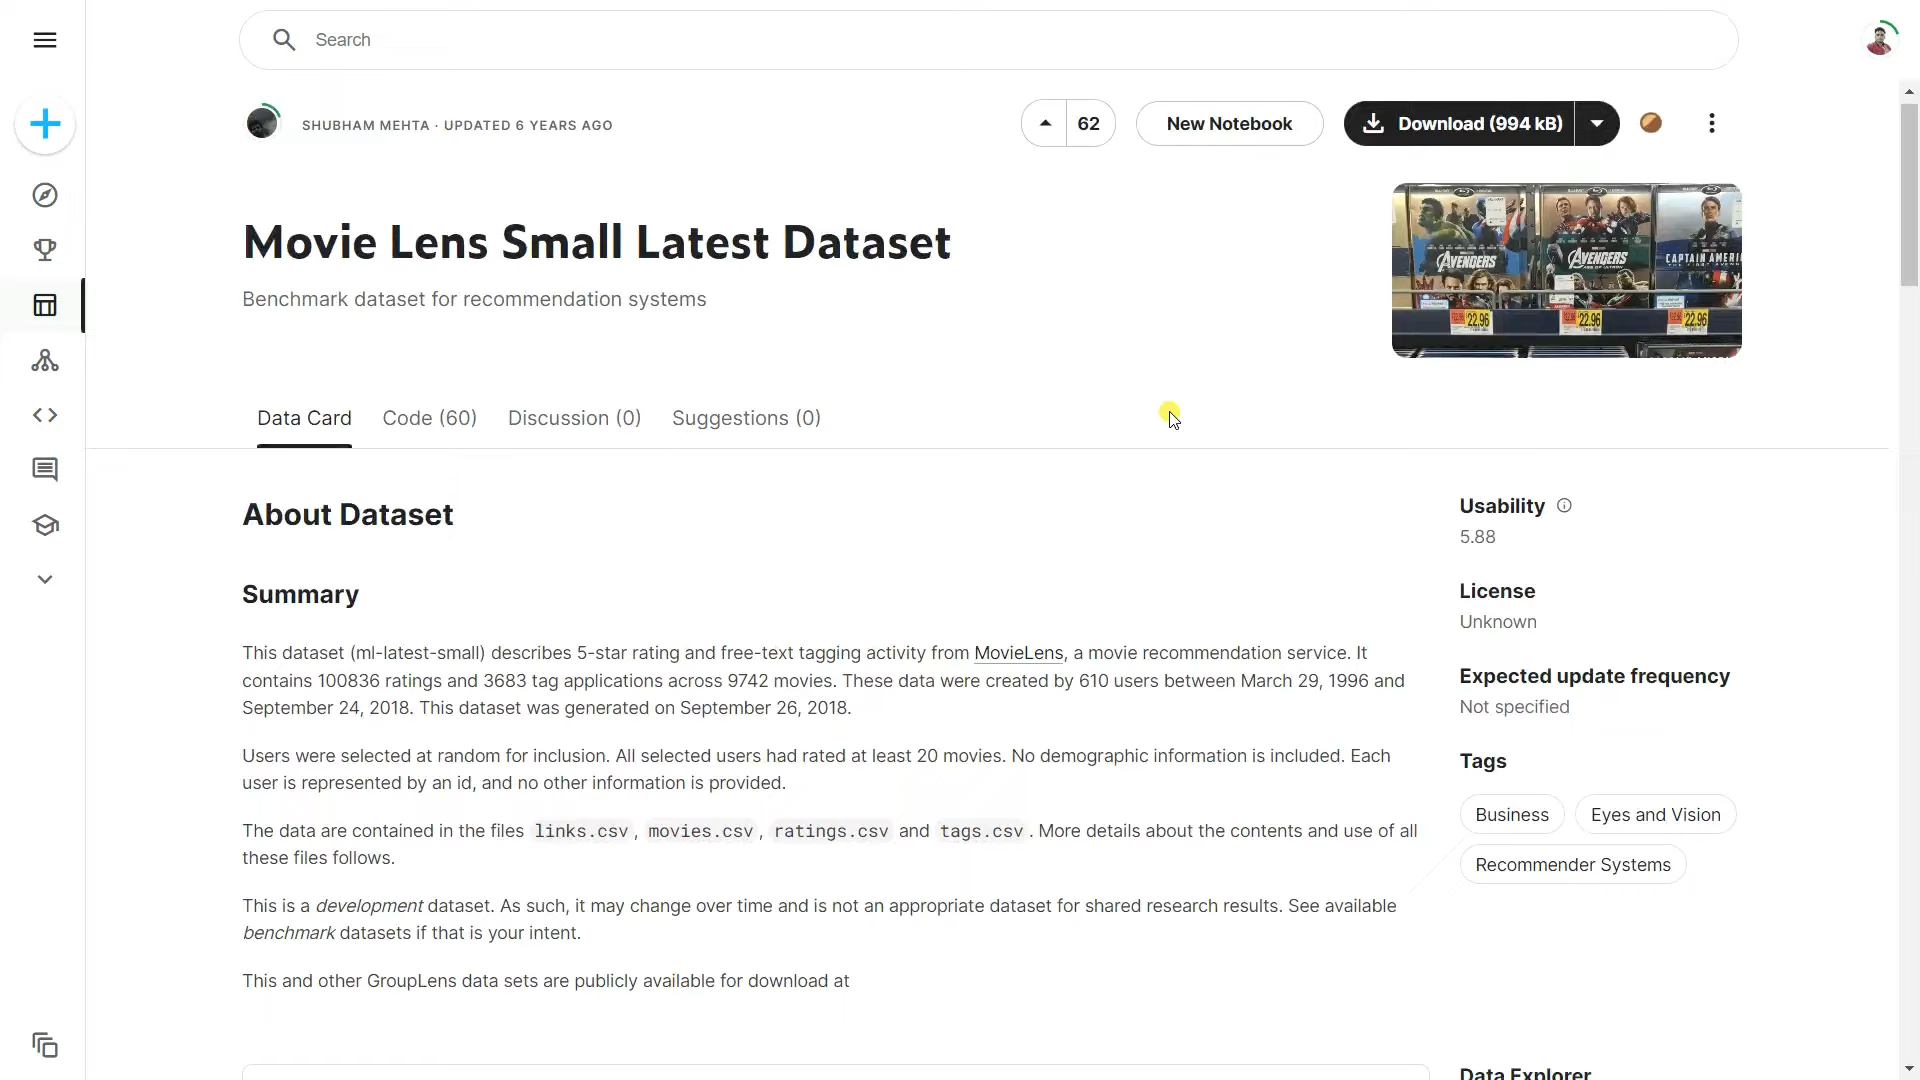 Search
SHUBHAM MEHTA · UPDATED 6 YEARS AGO
62
New Notebook
Download (994 kB)
Movie Lens Small Latest Dataset
Benchmark dataset for recommendation systems
AVENGERS
AVENGERS
CAPTAIN AMERI
22.96
22.96
22.96
Data Card
Code (60)
Discussion (0)
Suggestions (0)
About Dataset
Summary
This dataset (ml-latest-small) describes 5-star rating and free-text tagging activity from MovieLens, a movie recommendation service. It
contains 100836 ratings and 3683 tag applications across 9742 movies. These data were created by 610 users between March 29, 1996 and
September 24, 2018. This dataset was generated on September 26, 2018.
Users were selected at random for inclusion. All selected users had rated at least 20 movies. No demographic information is included. Each
user is represented by an id, and no other information is provided.
The data are contained in the files links.csv, movies.csv, ratings.csv and tags.csv. More details about the contents and use of all
these files follows.
This is a development dataset. As such, it may change over time and is not an appropriate dataset for shared research results. See available
benchmark datasets if that is your intent.
This and other GroupLens data sets are publicly available for download at
Usability
5.88
License
Unknown
Expected update frequency
Not specified
Tags
Business
Eyes and Vision
Recommender Systems
Data Explorer